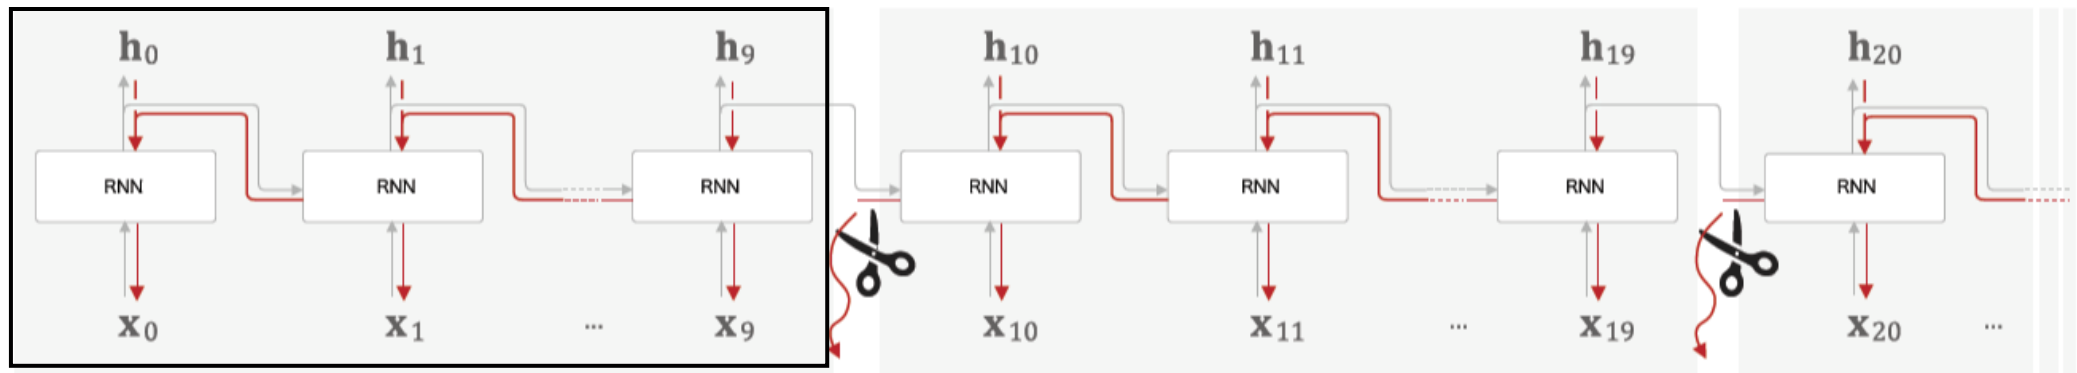 h0 h1 h9 h10 h11 h19 h20
RNN RNN RNN RNN RNN RNN RNN
x0 x1 ... x9 x10 x11 ... x19 x20 ...